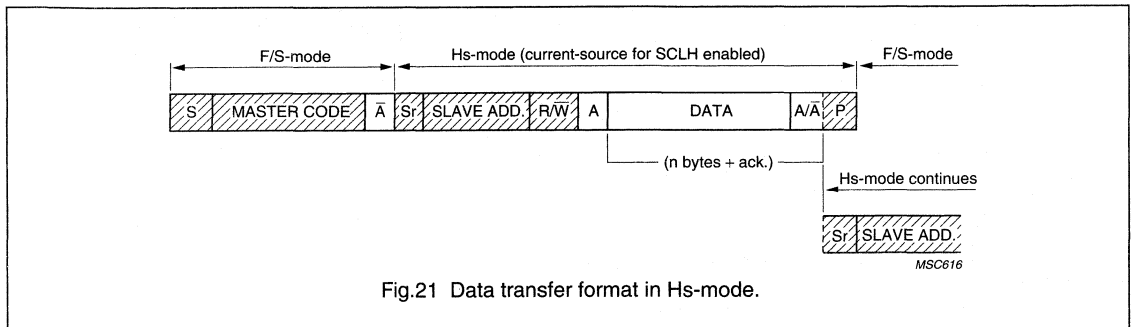 F/S-mode Hs-mode (current-source for SCLH enabled) F/S-mode
S MASTER CODE A̅ Sr SLAVE ADD. R/W̅ A DATA A/A̅ P
(n bytes + ack.)
Hs-mode continues
Sr SLAVE ADD.
MSC616
Fig.21 Data transfer format in Hs-mode.